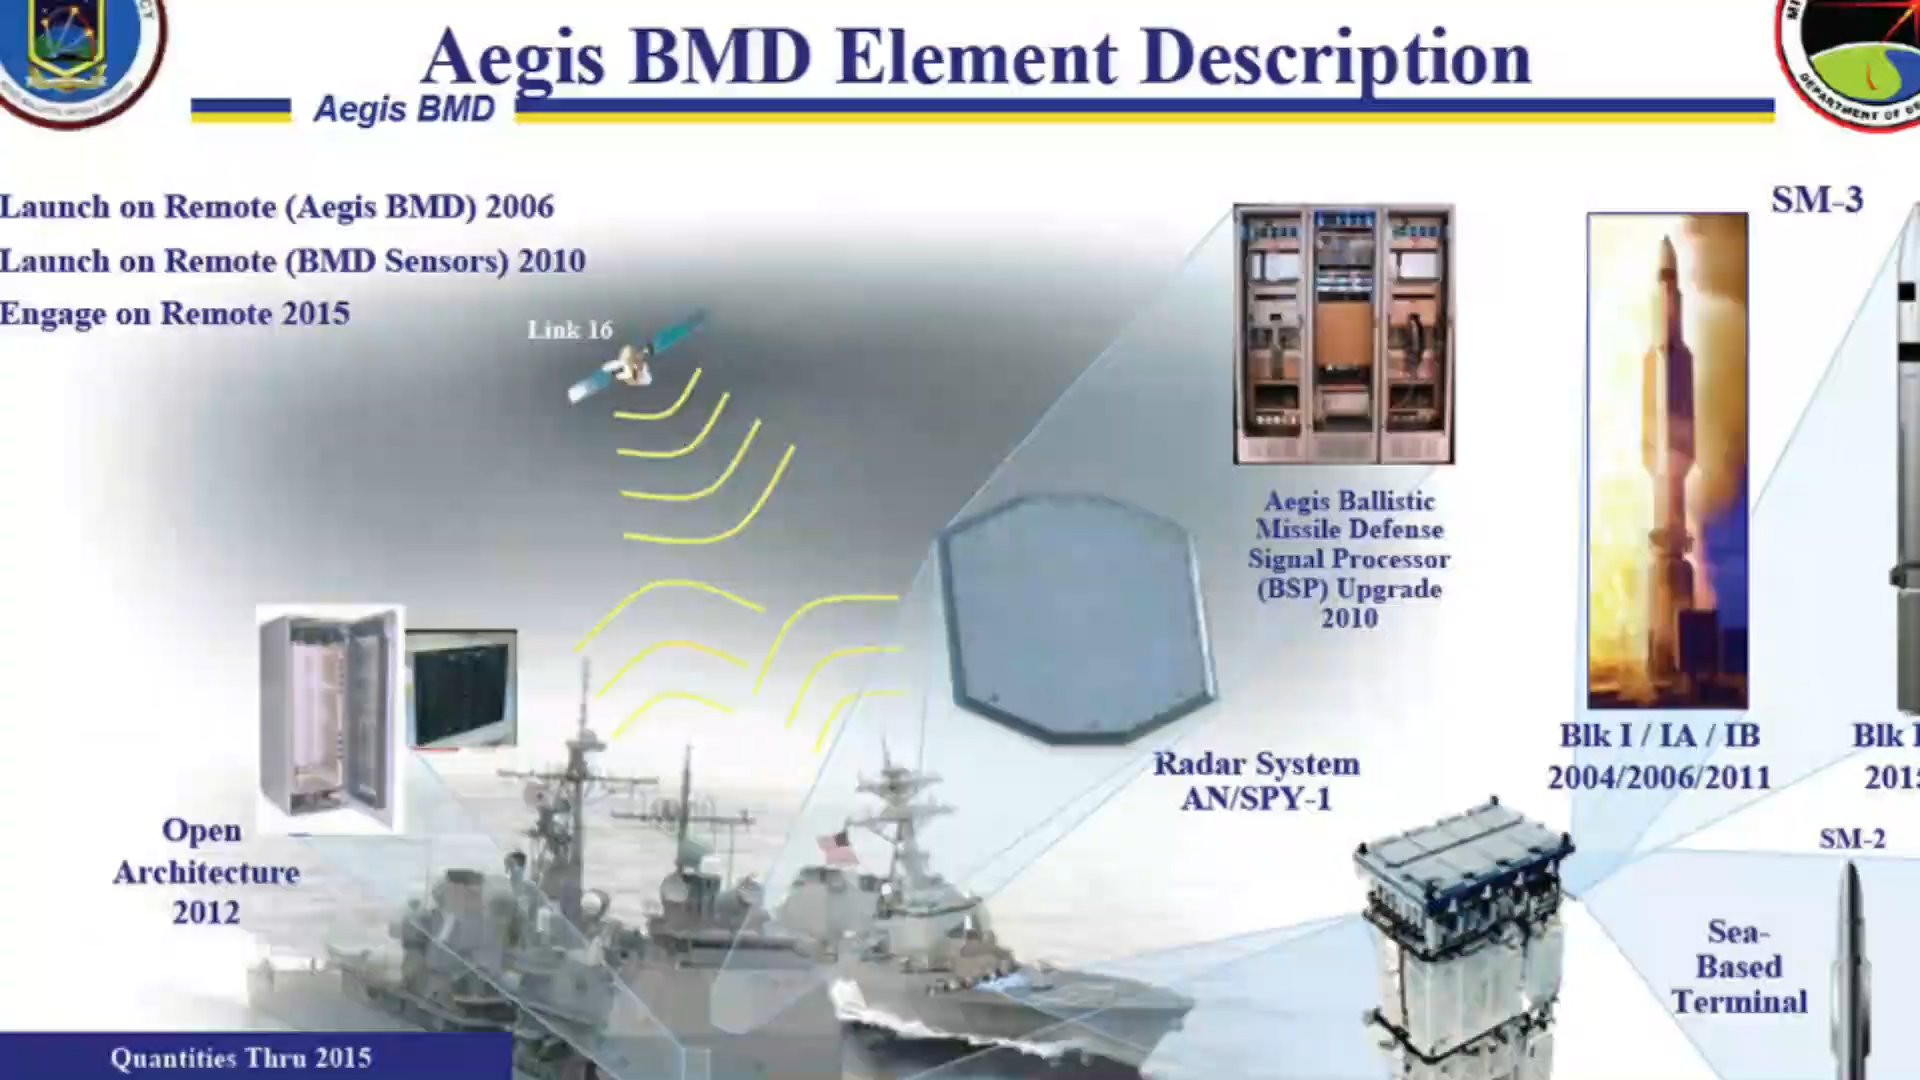 Aegis BMD Element Description
Aegis BMD
Launch on Remote (Aegis BMD) 2006
Launch on Remote (BMD Sensors) 2010
Engage on Remote 2015
Link 16
Aegis Ballistic
Missile Defense
Signal Processor
(BSP) Upgrade
2010
SM-3
Blk I / IA / IB
2004/2006/2011
Blk
Radar System
AN/SPY-1
Open
Architecture
2012
SM-2
Sea-
Based
Terminal
Quantities Thru 2015
DEPARTMENT OF